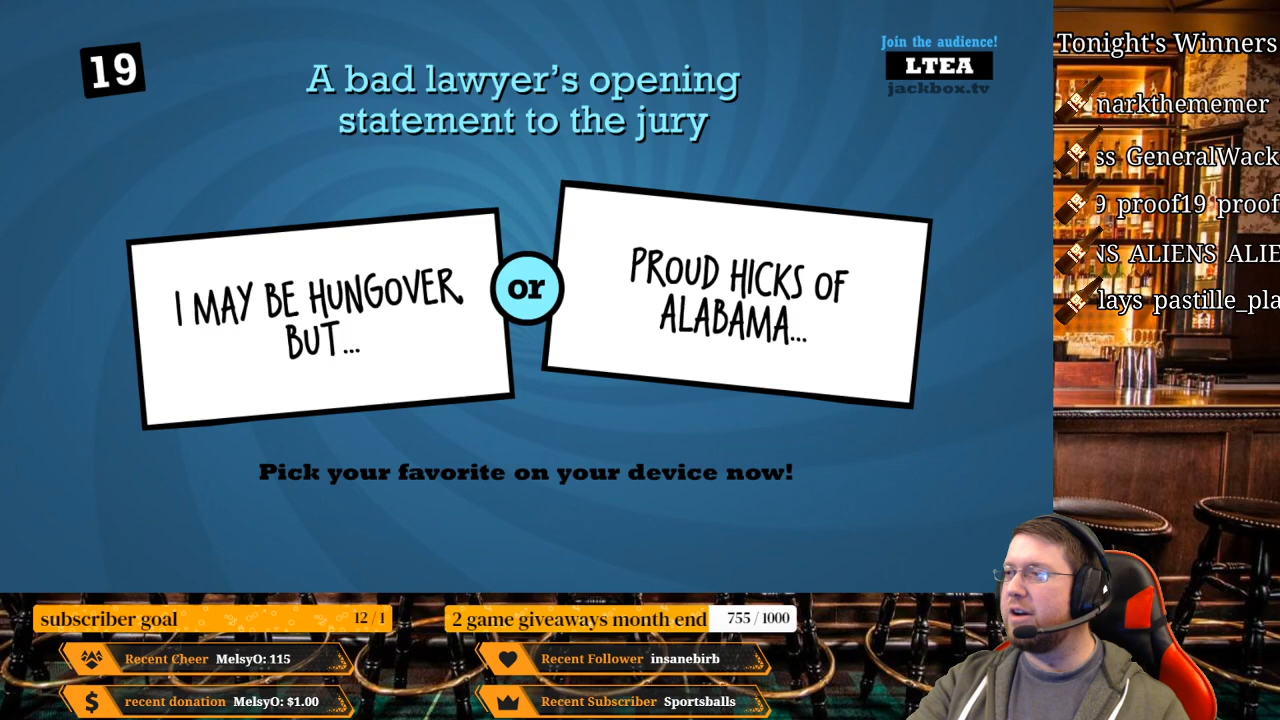 19
Join the audience!
LTEA
jackbox.tv
A bad lawyer's opening
statement to the jury
I MAY BE HUNGOVER,
BUT...
or
PROUD HICKS OF
ALABAMA...
Pick your favorite on your device now!
Tonight's Winners
narkthememer
ss GeneralWack
9 proof19 proof
NS ALIENS ALIE
lays pastille_pla
subscriber goal 12 / 1
2 game giveaways month end 755 / 1000
Recent Cheer MelsyO: 115
Recent Follower insanebirb
recent donation MelsyO: $1.00
Recent Subscriber Sportsballs